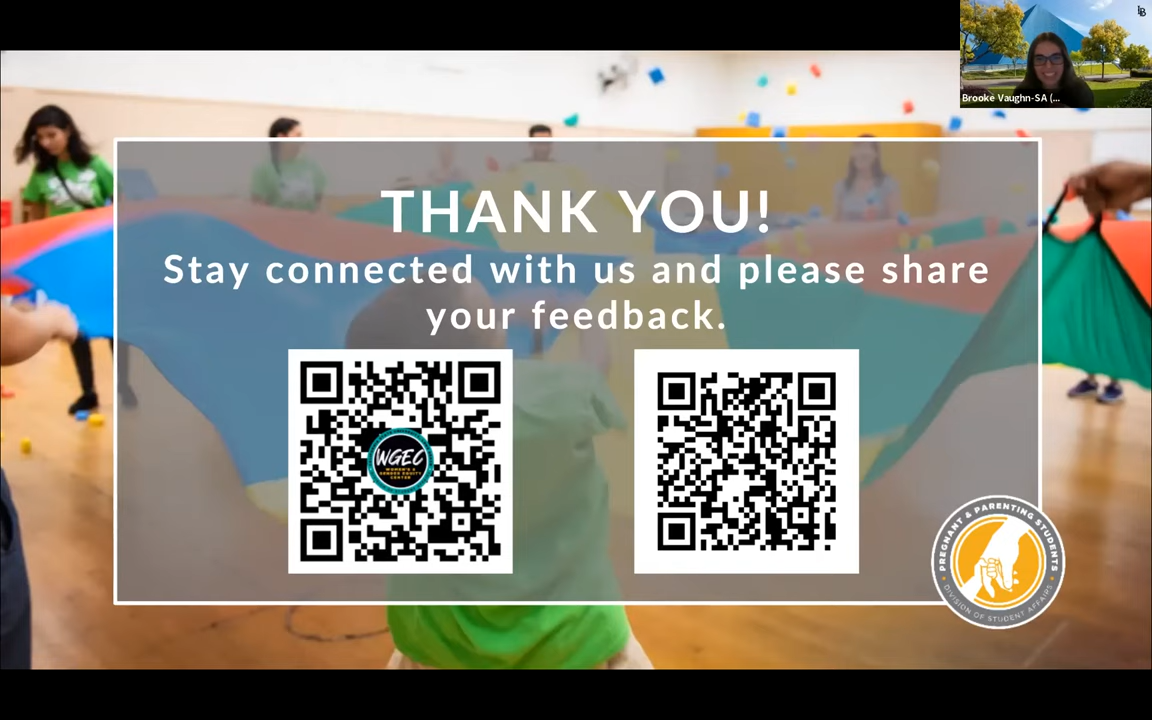 LB
Brooke Vaughn-SA (...
THANK YOU!
Stay connected with us and please share
your feedback.
WGEC
WOMEN'S &
GENDER EQUITY
CENTER
PREGNANT & PARENTING STUDENTS
DIVISION OF STUDENT AFFAIRS